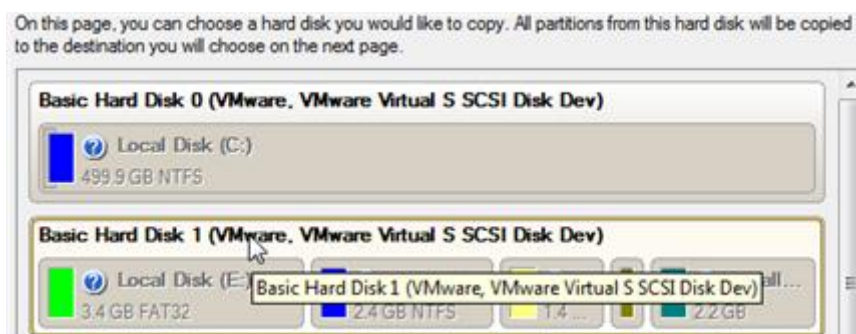 On this page, you can choose a hard disk you would like to copy. All partitions from this hard disk will be copied
to the destination you will choose on the next page.
Basic Hard Disk 0 (VMware, VMware Virtual S SCSI Disk Dev)
Local Disk (C:)
499.9 GB NTFS
Basic Hard Disk 1 (VMware, VMware Virtual S SCSI Disk Dev)
Local Disk (E:)
Basic Hard Disk 1 (VMware, VMware Virtual S SCSI Disk Dev)
all...
3.4 GB FAT32
2.4 GB NTFS
1.4 ...
2.2 GB